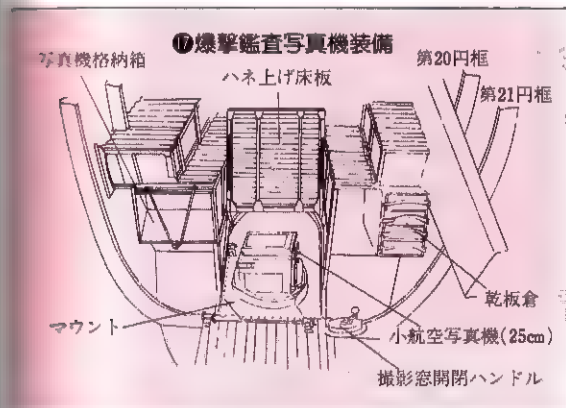 ⓱爆撃鑑査写真機装備
写真機格納箱
ハネ上げ床板
第20円框
第21円框
乾板倉
マウント
小航空写真機(25cm)
撮影窓開閉ハンドル